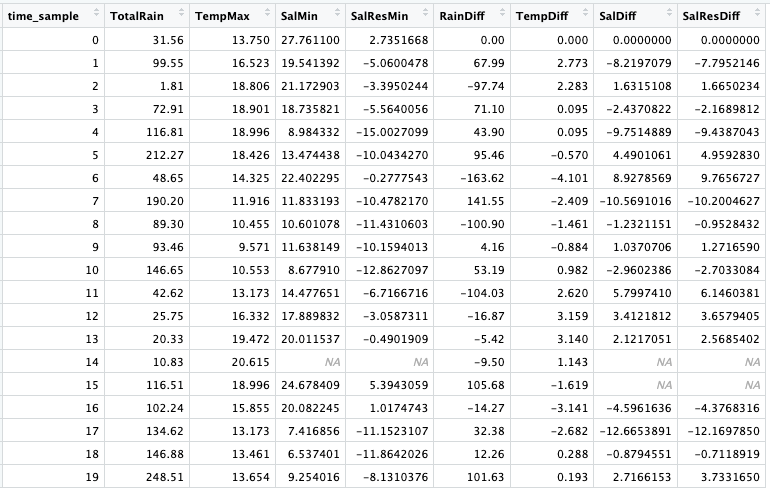 time_sample TotalRain TempMax SalMin SalResMin RainDiff TempDiff SalDiff SalResDiff
0 31.56 13.750 27.761100 2.7351668 0.00 0.000 0.0000000 0.0000000
1 99.55 16.523 19.541392 −5.0600478 67.99 2.773 −8.2197079 −7.7952146
2 1.81 18.806 21.172903 −3.3950244 −97.74 2.283 1.6315108 1.6650234
3 72.91 18.901 18.735821 −5.5640056 71.10 0.095 −2.4370822 −2.1689812
4 116.81 18.996 8.984332 −15.0027099 43.90 0.095 −9.7514889 −9.4387043
5 212.27 18.426 13.474438 −10.0434270 95.46 −0.570 4.4901061 4.9592830
6 48.65 14.325 22.402295 −0.2777543 −163.62 −4.101 8.9278569 9.7656727
7 190.20 11.916 11.833193 −10.4782170 141.55 −2.409 −10.5691016 −10.2004627
8 89.30 10.455 10.601078 −11.4310603 −100.90 −1.461 −1.2321151 −0.9528432
9 93.46 9.571 11.638149 −10.1594013 4.16 −0.884 1.0370706 1.2716590
10 146.65 10.553 8.677910 −12.8627097 53.19 0.982 −2.9602386 −2.7033084
11 42.62 13.173 14.477651 −6.7166716 −104.03 2.620 5.7997410 6.1460381
12 25.75 16.332 17.889832 −3.0587311 −16.87 3.159 3.4121812 3.6579405
13 20.33 19.472 20.011537 −0.4901909 −5.42 3.140 2.1217051 2.5685402
14 10.83 20.615 NA NA −9.50 1.143 NA NA
15 116.51 18.996 24.678409 5.3943059 105.68 −1.619 NA NA
16 102.24 15.855 20.082245 1.0174743 −14.27 −3.141 −4.5961636 −4.3768316
17 134.62 13.173 7.416856 −11.1523107 32.38 −2.682 −12.6653891 −12.1697850
18 146.88 13.461 6.537401 −11.8642026 12.26 0.288 −0.8794551 −0.7118919
19 248.51 13.654 9.254016 −8.1310376 101.63 0.193 2.7166153 3.7331650